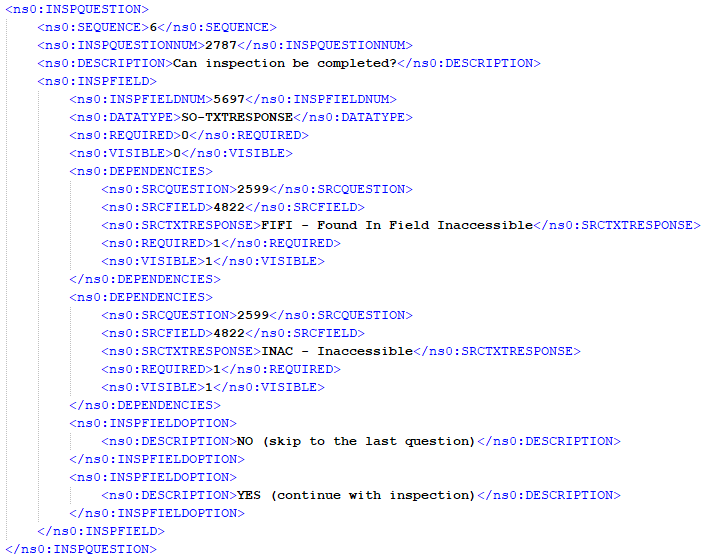 <ns0:INSPQUESTION>
<ns0:SEQUENCE>6</ns0:SEQUENCE>
<ns0:INSPQUESTIONNUM>2787</ns0:INSPQUESTIONNUM>
<ns0:DESCRIPTION>Can inspection be completed?</ns0:DESCRIPTION>
<ns0:INSPFIELD>
<ns0:INSPFIELDNUM>5697</ns0:INSPFIELDNUM>
<ns0:DATATYPE>SO-TXTRESPONSE</ns0:DATATYPE>
<ns0:REQUIRED>0</ns0:REQUIRED>
<ns0:VISIBLE>0</ns0:VISIBLE>
<ns0:DEPENDENCIES>
<ns0:SRCQUESTION>2599</ns0:SRCQUESTION>
<ns0:SRCFIELD>4822</ns0:SRCFIELD>
<ns0:SRCTXTRESPONSE>FIFI - Found In Field Inaccessible</ns0:SRCTXTRESPONSE>
<ns0:REQUIRED>1</ns0:REQUIRED>
<ns0:VISIBLE>1</ns0:VISIBLE>
</ns0:DEPENDENCIES>
<ns0:DEPENDENCIES>
<ns0:SRCQUESTION>2599</ns0:SRCQUESTION>
<ns0:SRCFIELD>4822</ns0:SRCFIELD>
<ns0:SRCTXTRESPONSE>INAC - Inaccessible</ns0:SRCTXTRESPONSE>
<ns0:REQUIRED>1</ns0:REQUIRED>
<ns0:VISIBLE>1</ns0:VISIBLE>
</ns0:DEPENDENCIES>
<ns0:INSPFIELDOPTION>
<ns0:DESCRIPTION>NO (skip to the last question)</ns0:DESCRIPTION>
</ns0:INSPFIELDOPTION>
<ns0:INSPFIELDOPTION>
<ns0:DESCRIPTION>YES (continue with inspection)</ns0:DESCRIPTION>
</ns0:INSPFIELDOPTION>
</ns0:INSPFIELD>
</ns0:INSPQUESTION>